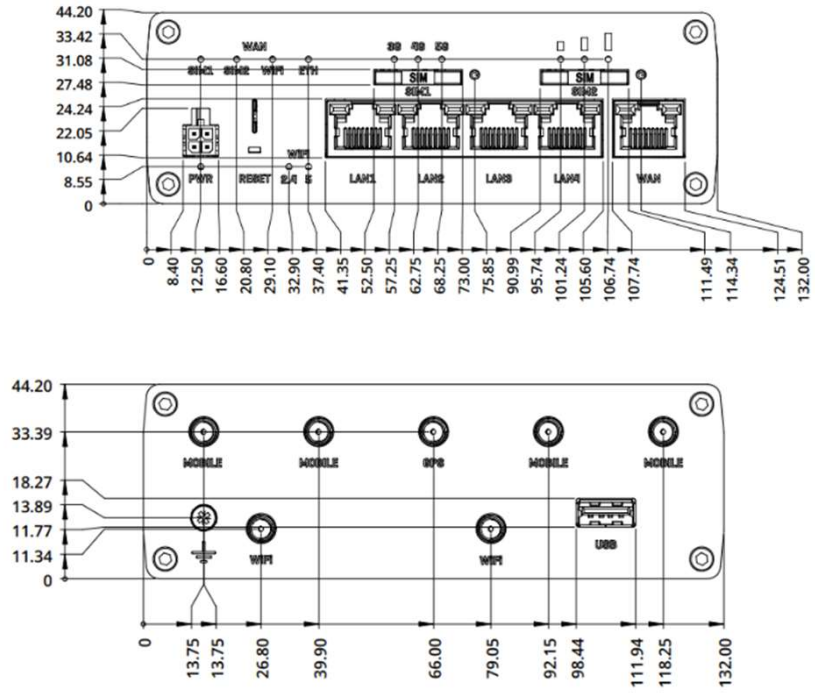 44.20
33.42
31.08
27.48
24.24
22.05
10.64
8.55
0
WAN
SIM1 SIM2 WIFI ETH
3G 4G 5G
SIM SIM
SIM1 SIM2
WIFI
PWR RESET 2.4 5 LAN1 LAN2 LAN3 LAN4 WAN
0 8.40 12.50 16.60 20.80 29.10 32.90 37.40 41.35 52.50 57.25 62.75 68.25 73.00 75.85 90.99 95.74 101.24 105.60 106.74 107.74 111.49 114.34 124.51 132.00
44.20
33.39
18.27
13.89
11.77
11.34
0
MOBILE MOBILE GPS MOBILE MOBILE
WIFI WIFI USB
0 13.75 13.75 26.80 39.90 66.00 79.05 92.15 98.44 111.94 118.25 132.00